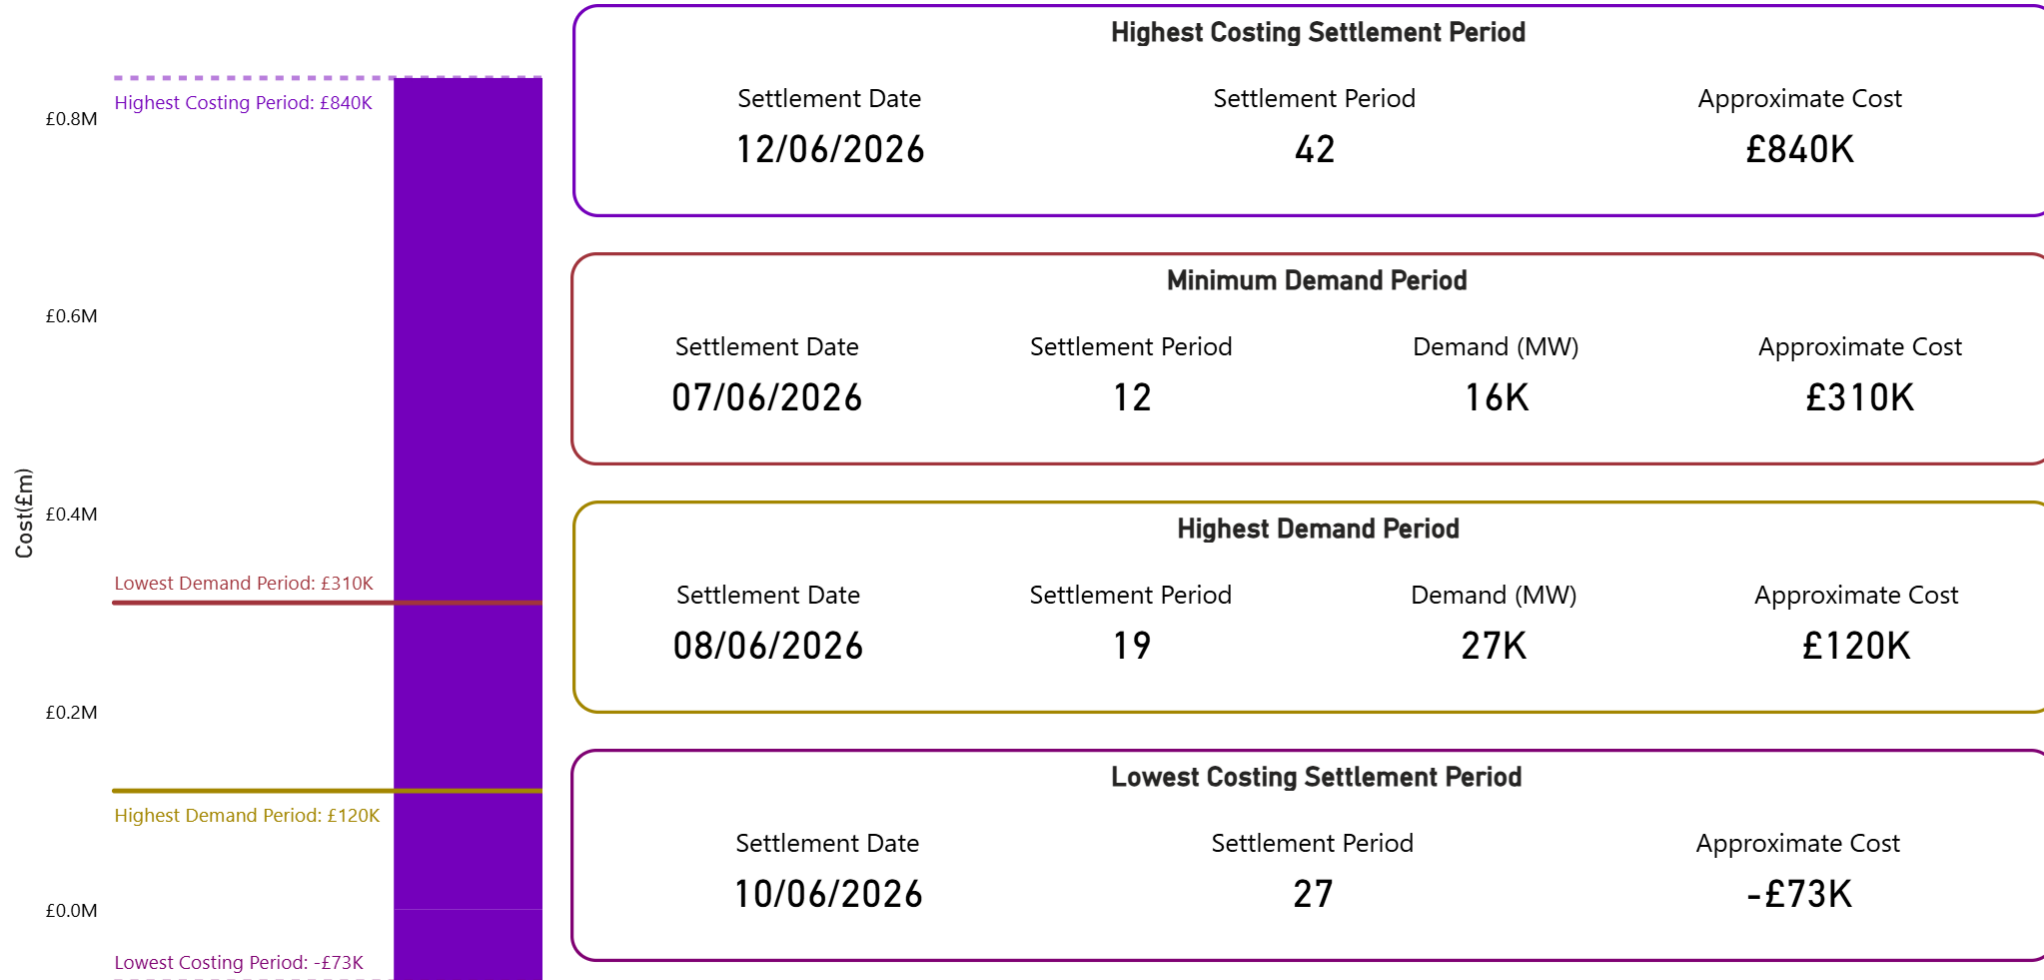 Cost(£m)
£0.8M
£0.6M
£0.4M
£0.2M
£0.0M
Highest Costing Period: £840K
Lowest Demand Period: £310K
Highest Demand Period: £120K
Lowest Costing Period: -£73K
Highest Costing Settlement Period
Settlement Date Settlement Period Approximate Cost
12/06/2026 42 £840K
Minimum Demand Period
Settlement Date Settlement Period Demand (MW) Approximate Cost
07/06/2026 12 16K £310K
Highest Demand Period
Settlement Date Settlement Period Demand (MW) Approximate Cost
08/06/2026 19 27K £120K
Lowest Costing Settlement Period
Settlement Date Settlement Period Approximate Cost
10/06/2026 27 -£73K